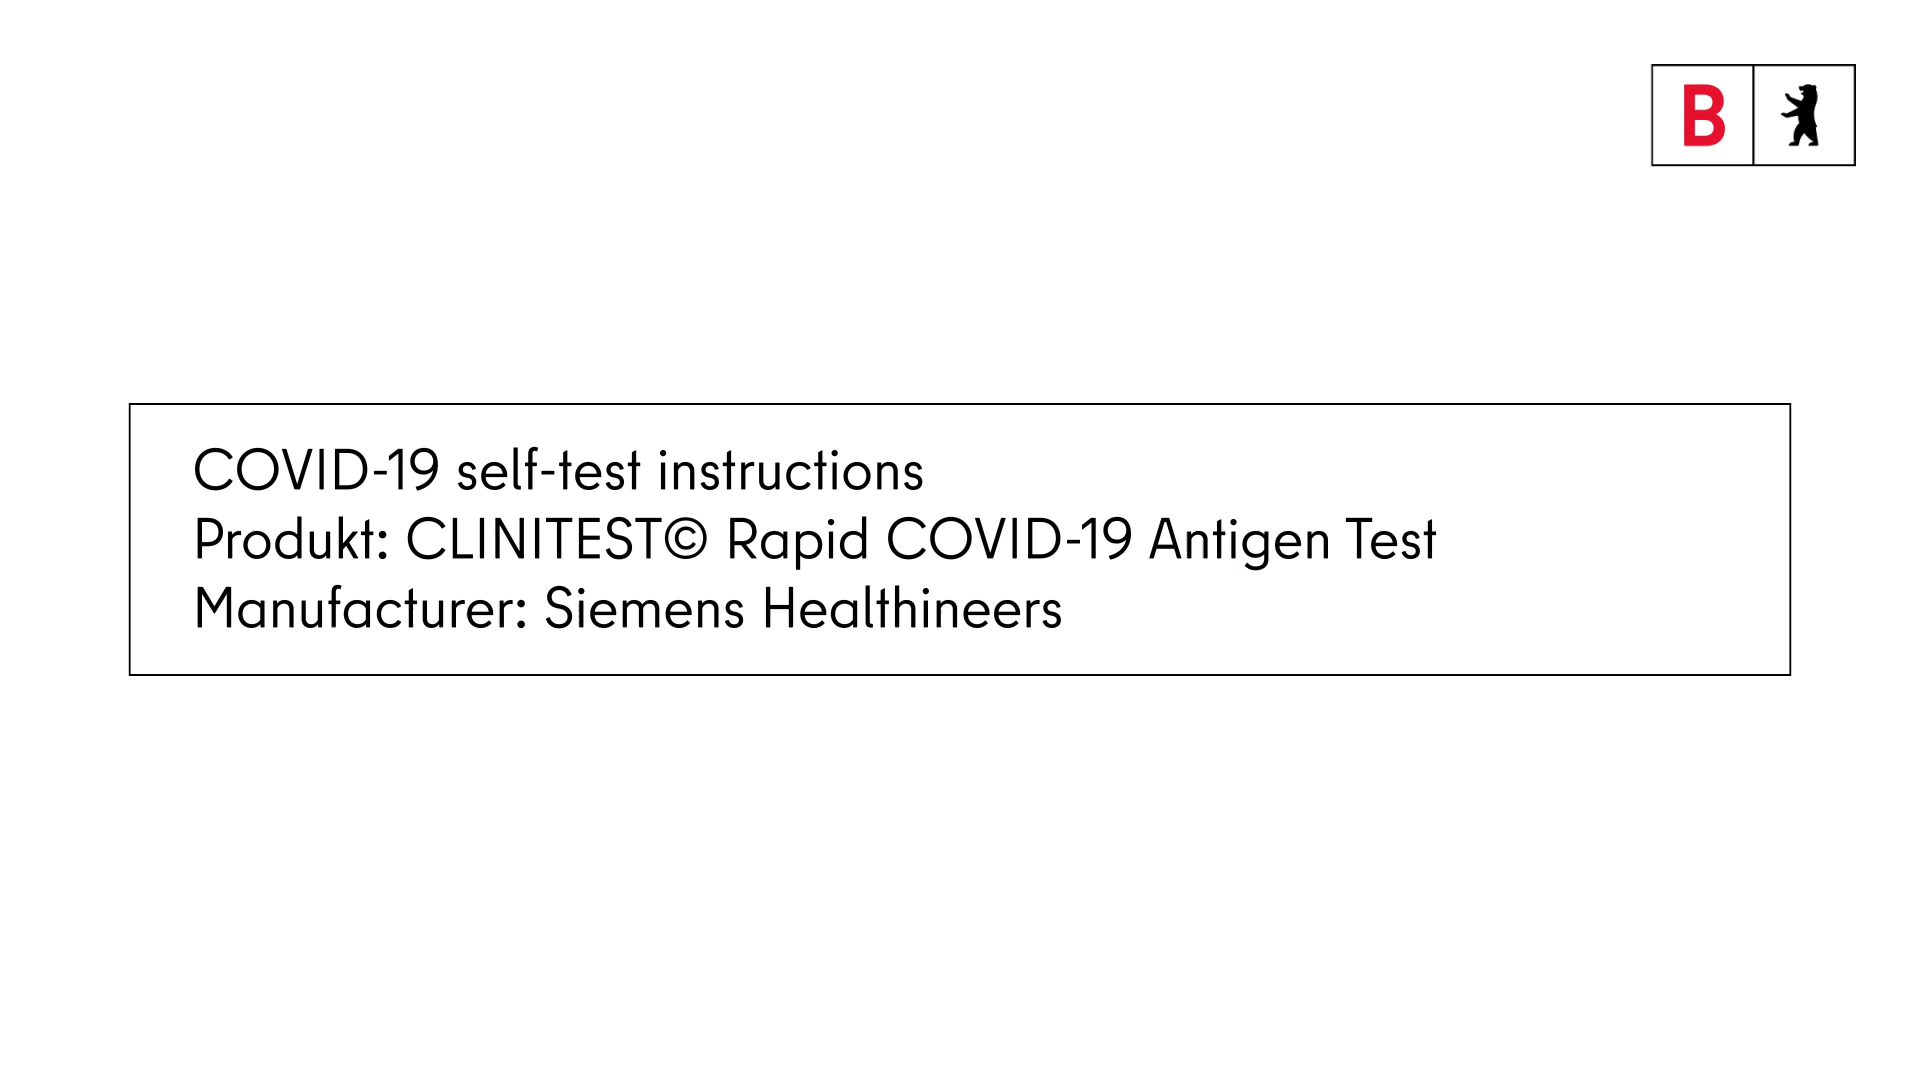 B
COVID-19 self-test instructions
Produkt: CLINITEST© Rapid COVID-19 Antigen Test
Manufacturer: Siemens Healthineers